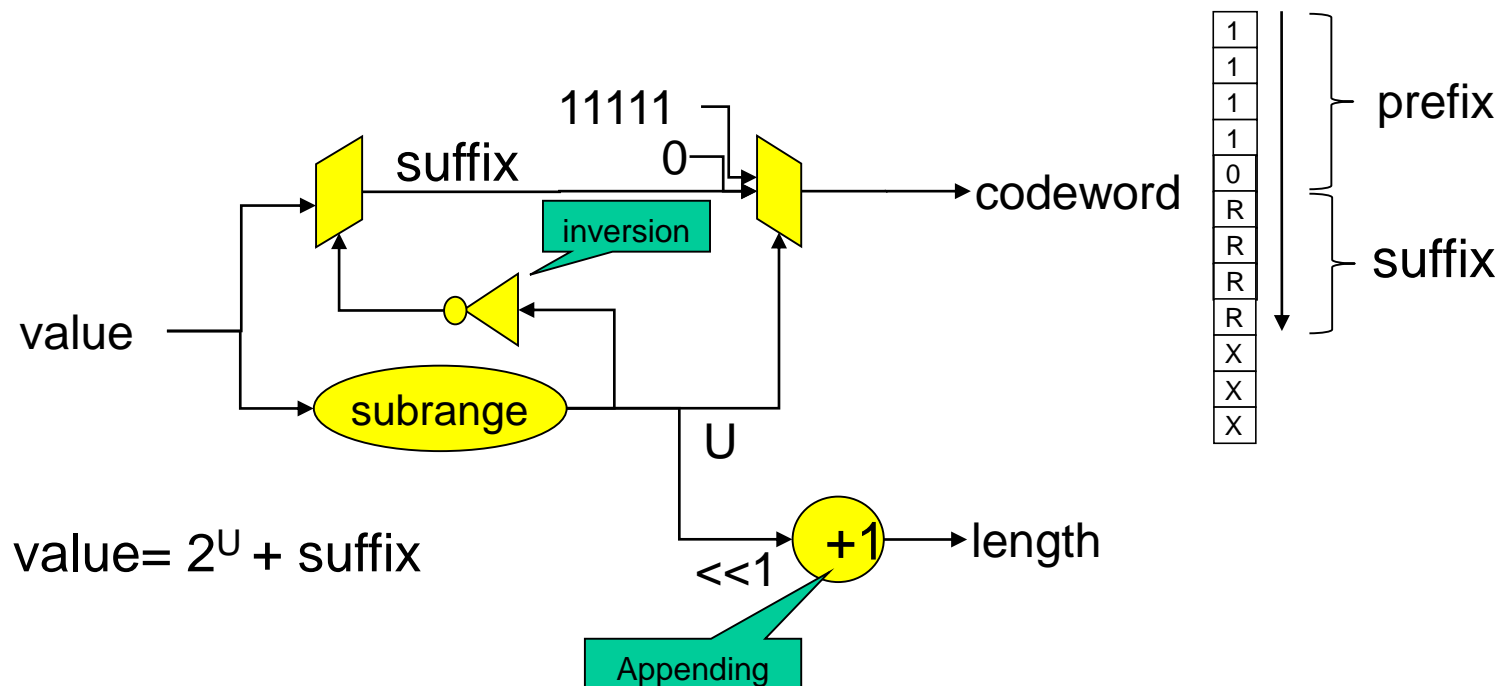 11111
0
suffix
inversion
value
subrange
U
value= 2ᵁ + suffix
<<1
+1
length
Appending
codeword
1
1
1
1
0
R
R
R
R
X
X
X
prefix
suffix